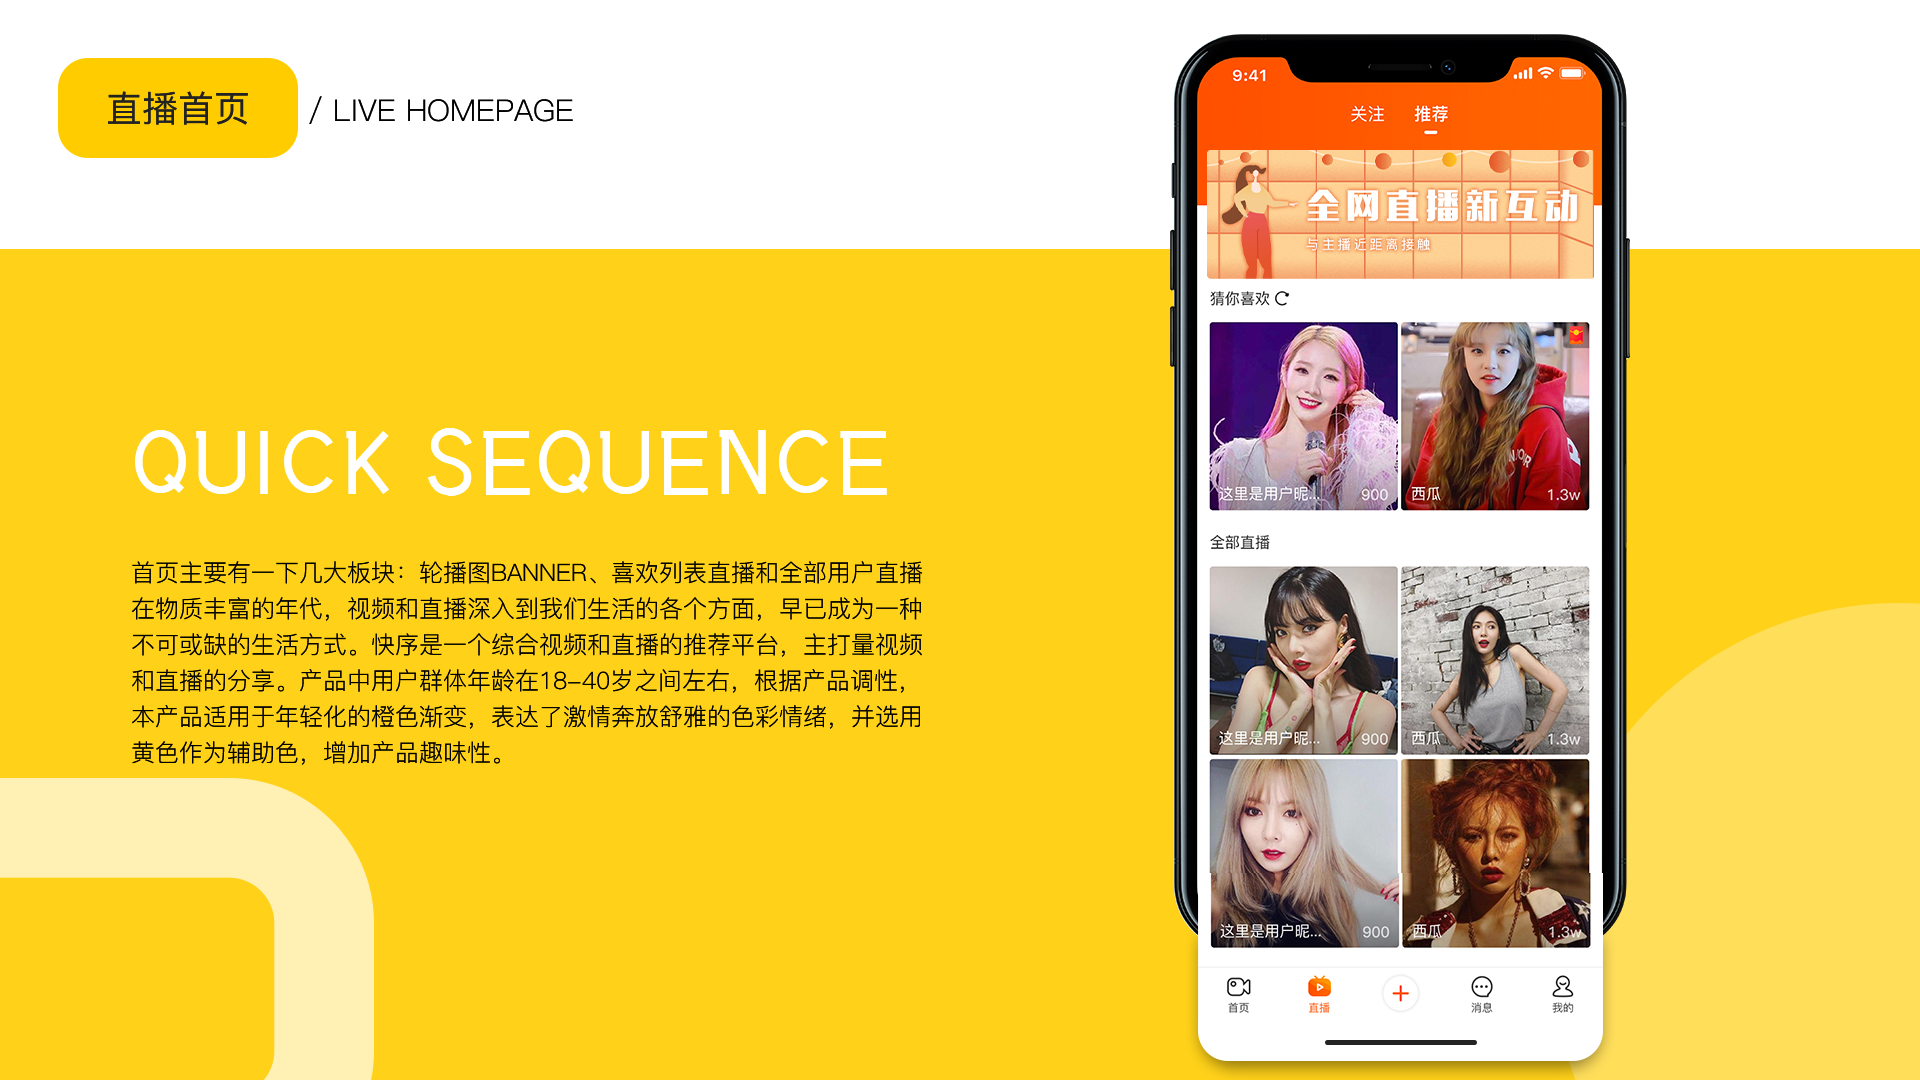 直播首页 / LIVE HOMEPAGE
QUICK SEQUENCE
首页主要有一下几大板块：轮播图BANNER、喜欢列表直播和全部用户直播
在物质丰富的年代，视频和直播深入到我们生活的各个方面，早已成为一种
不可或缺的生活方式。快序是一个综合视频和直播的推荐平台，主打量视频
和直播的分享。产品中用户群体年龄在18-40岁之间左右，根据产品调性，
本产品适用于年轻化的橙色渐变，表达了激情奔放舒雅的色彩情绪，并选用
黄色作为辅助色，增加产品趣味性。
9:41
关注 推荐
全网直播新互动
与主播近距离接触
猜你喜欢
这里是用户昵... 900 西瓜 1.3w
全部直播
这里是用户昵... 900 西瓜 1.3w
这里是用户昵... 900 西瓜 1.3w
首页 直播 消息 我的